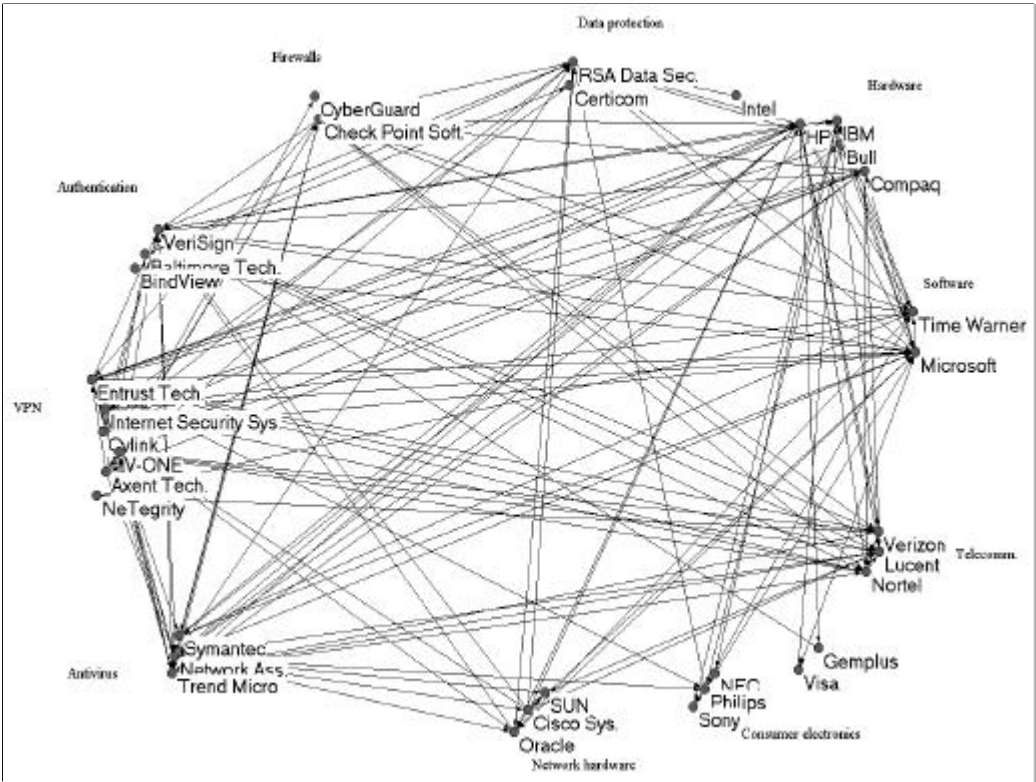 Data protection
Firewalls
RSA Data Sec.
Certicom
Intel
Hardware
CyberGuard
Check Point Soft.
HP
IBM
Bull
Compaq
Authentication
VeriSign
Baltimore Tech.
BindView
Software
Time Warner
Microsoft
VPN
Entrust Tech.
Internet Security Sys.
Cylink
V-ONE
Axent Tech.
NeTegrity
Verizon
Lucent
Nortel
Telecomm.
Antivirus
Symantec
Network Ass.
Trend Micro
Gemplus
Visa
SUN
Cisco Sys.
Oracle
Network hardware
NEC
Philips
Sony
Consumer electronics